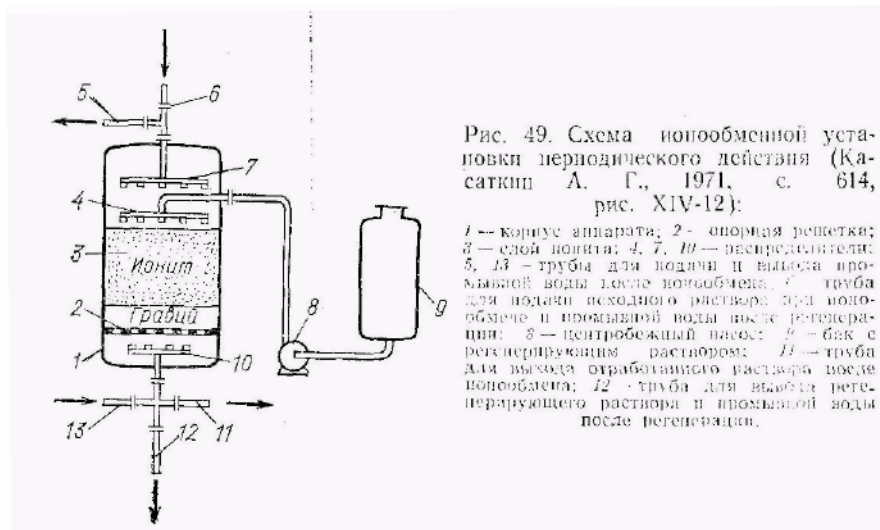 5
6
7
4
3
Ионит
Гравий
2
1
10
8
9
13
11
12
Рис. 49. Схема ионообменной уста-
новки периодического действия (Ка-
саткин А. Г., 1971, с. 614,
рис. XIV-12):
1 — корпус аппарата; 2 - опорная решетка;
3 — слой ионита; 4, 7, 10 — распределители;
5, 13 — трубы для подачи и вывода про-
мывной воды после ионообмена, труба
для подачи исходного раствора при ионо-
обмене и промывной воды после регенера-
ции; 8 — центробежный насос; 9 — бак с
регенерирующим раствором; 11 — труба
для выхода отработанного раствора после
ионообмена; 12 - труба для вывода реге-
нерирующего раствора и промывной воды
после регенерации.